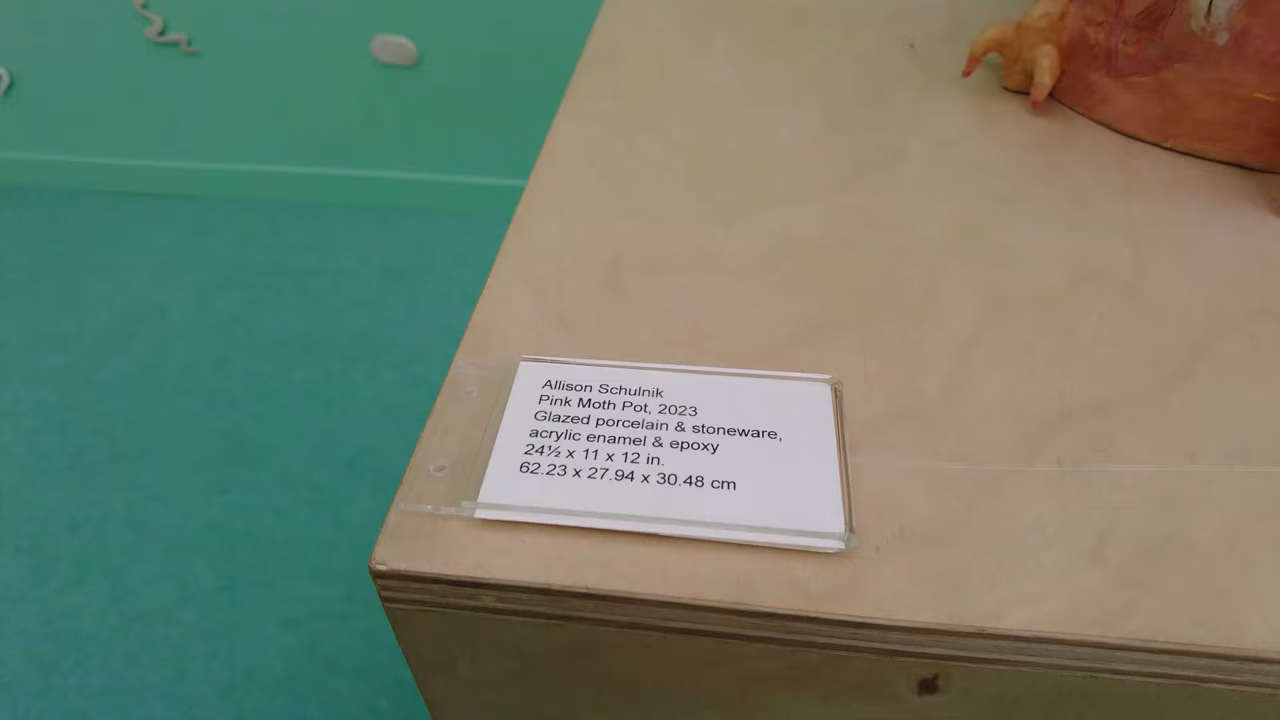 Allison Schulnik
Pink Moth Pot, 2023
Glazed porcelain & stoneware,
acrylic enamel & epoxy
24½ x 11 x 12 in.
62.23 x 27.94 x 30.48 cm